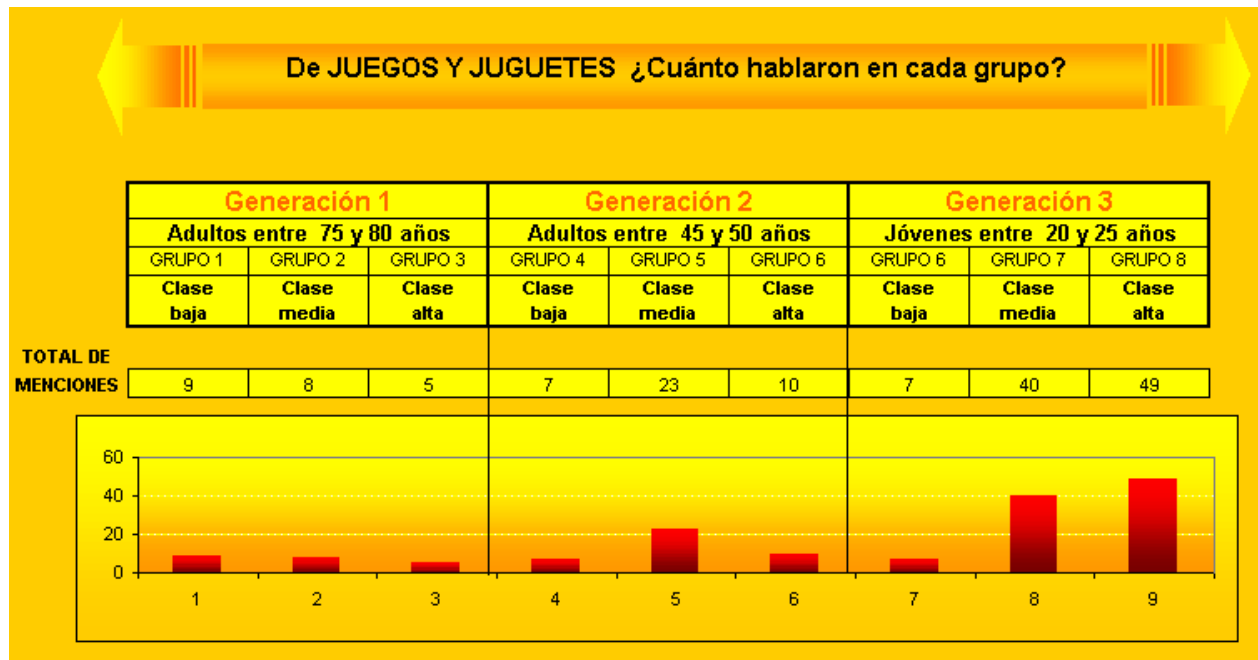 De JUEGOS Y JUGUETES ¿Cuánto hablaron en cada grupo?
Generación 1 Generación 2 Generación 3
Adultos entre 75 y 80 años Adultos entre 45 y 50 años Jóvenes entre 20 y 25 años
GRUPO 1 GRUPO 2 GRUPO 3 GRUPO 4 GRUPO 5 GRUPO 6 GRUPO 6 GRUPO 7 GRUPO 8
Clase Clase Clase Clase Clase Clase Clase Clase Clase
baja media alta baja media alta baja media alta
TOTAL DE
MENCIONES 9 8 5 7 23 10 7 40 49
60
40
20
0
1 2 3 4 5 6 7 8 9